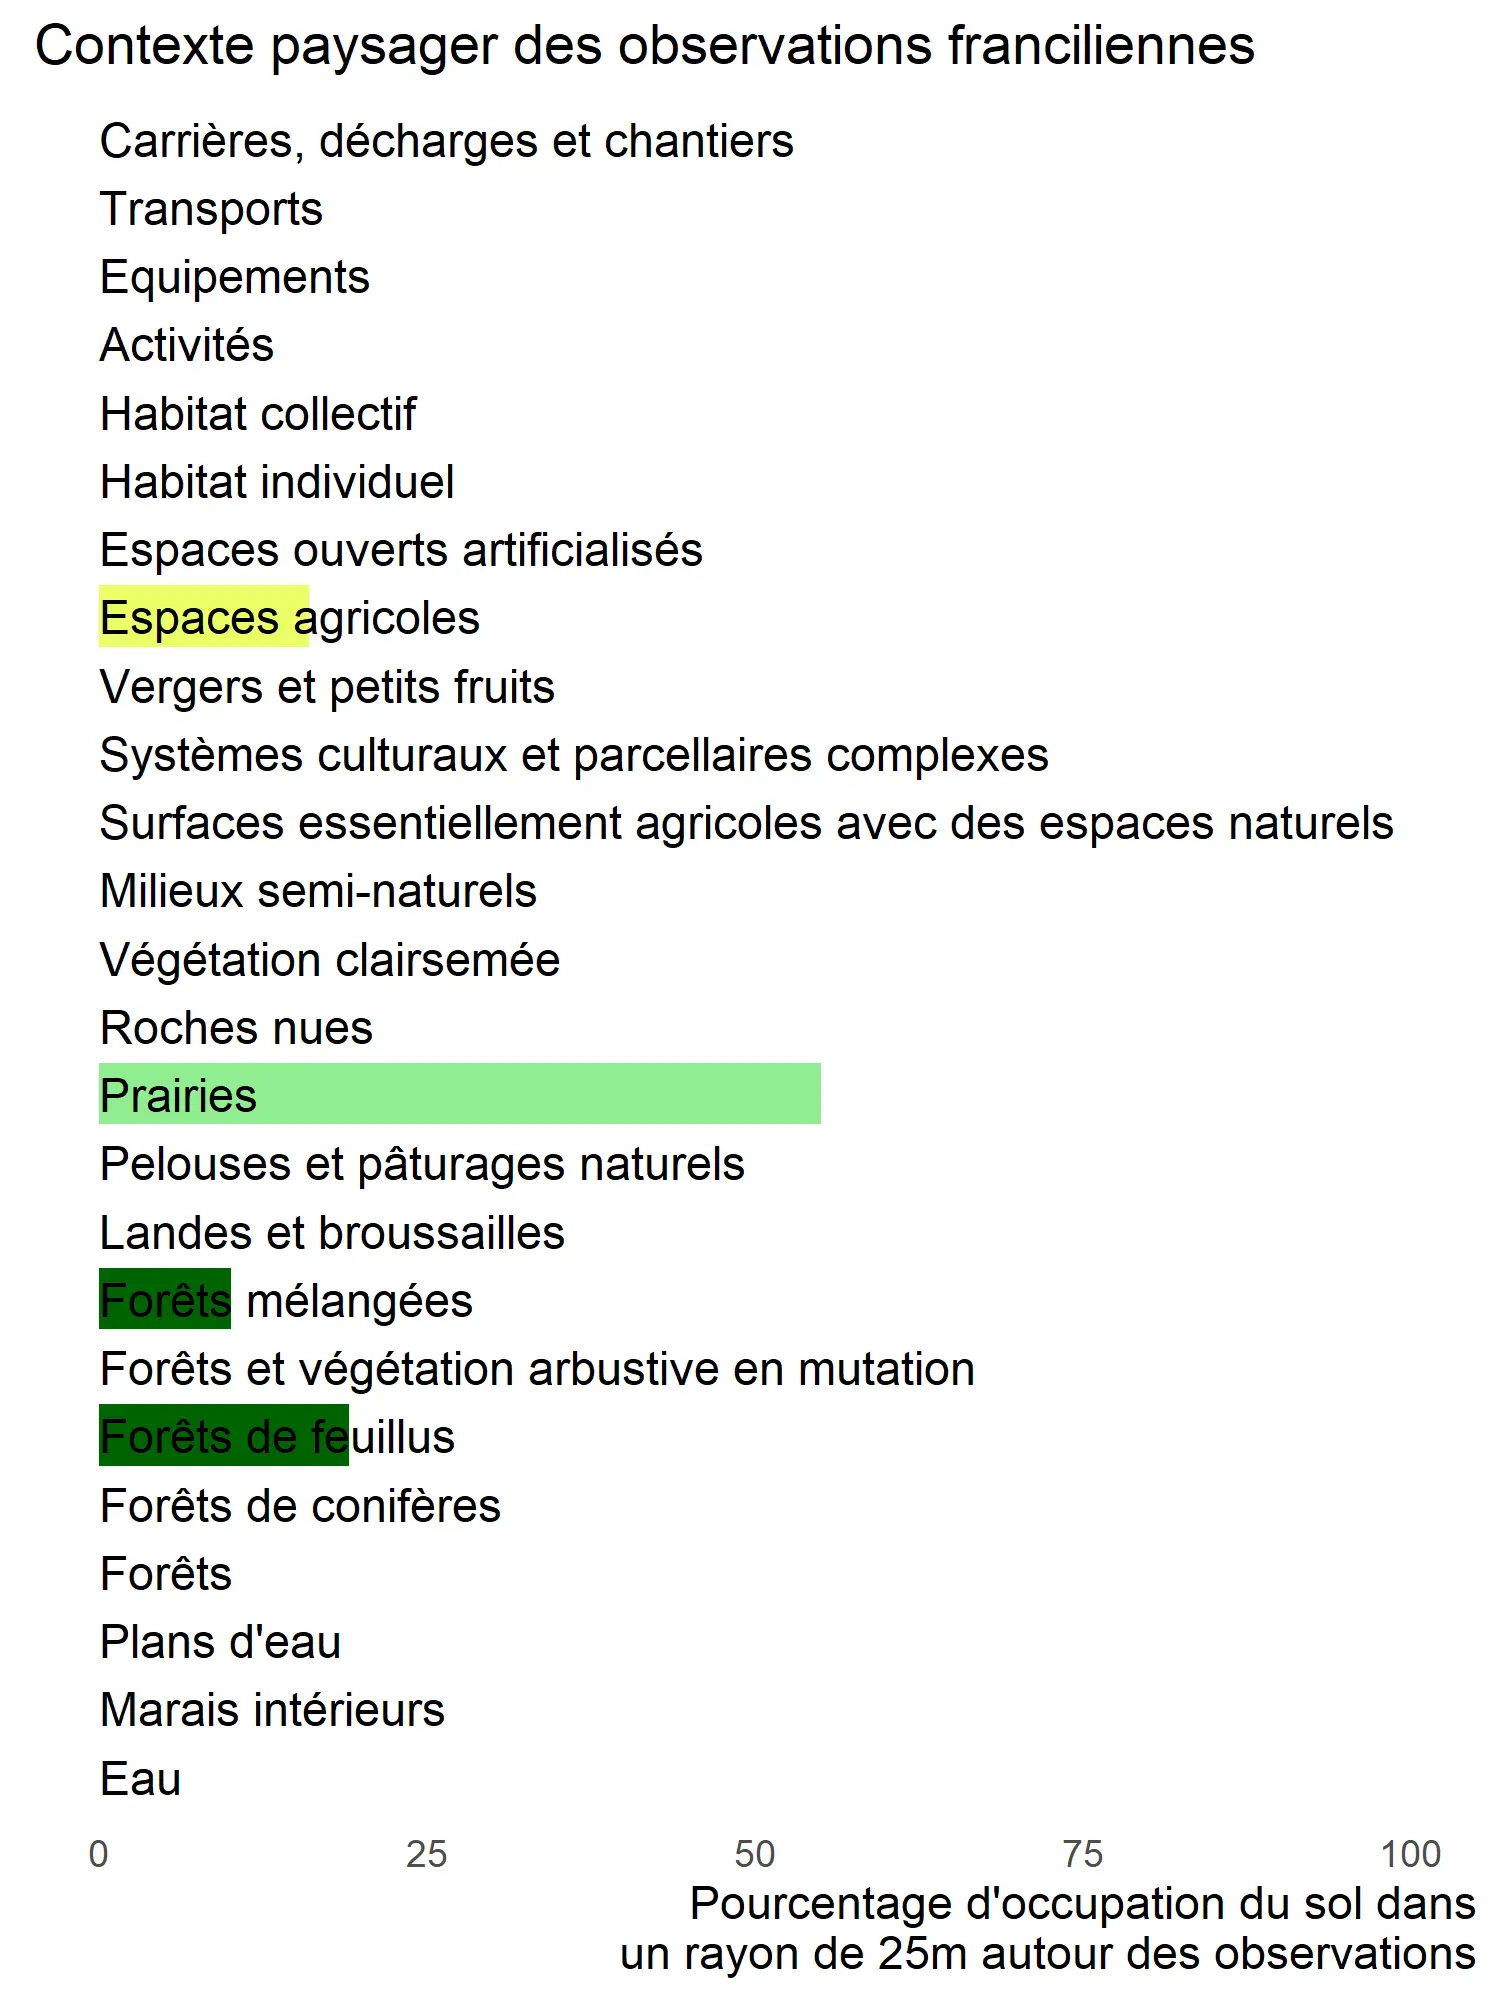 Contexte paysager des observations franciliennes
Carrières, décharges et chantiers
Transports
Equipements
Activités
Habitat collectif
Habitat individuel
Espaces ouverts artificialisés
Espaces agricoles
Vergers et petits fruits
Systèmes culturaux et parcellaires complexes
Surfaces essentiellement agricoles avec des espaces naturels
Milieux semi-naturels
Végétation clairsemée
Roches nues
Prairies
Pelouses et pâturages naturels
Landes et broussailles
Forêts mélangées
Forêts et végétation arbustive en mutation
Forêts de feuillus
Forêts de conifères
Forêts
Plans d'eau
Marais intérieurs
Eau
0 25 50 75 100
Pourcentage d'occupation du sol dans
un rayon de 25m autour des observations